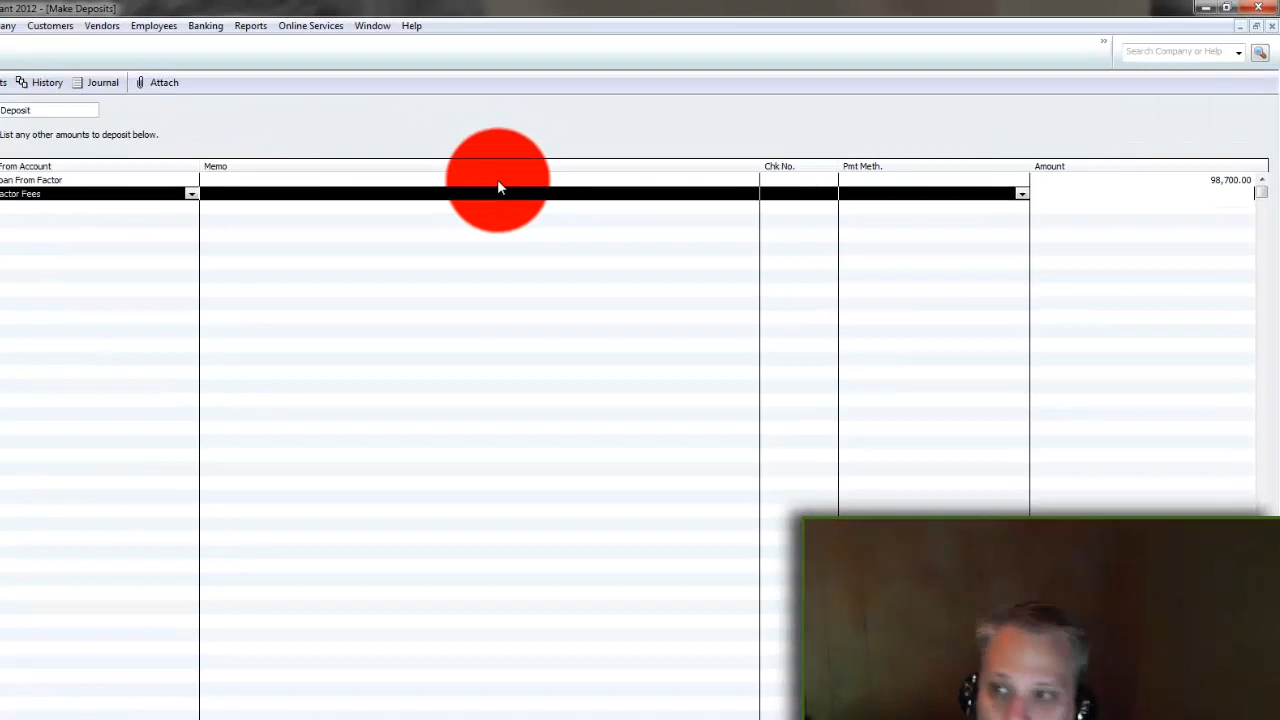 ant 2012 - [Make Deposits]
any Customers Vendors Employees Banking Reports Online Services Window Help
Search Company or Help
ts History Journal Attach
Deposit
List any other amounts to deposit below.
From Account Memo Chk No. Pmt Meth. Amount
oan From Factor 98,700.00
actor Fees